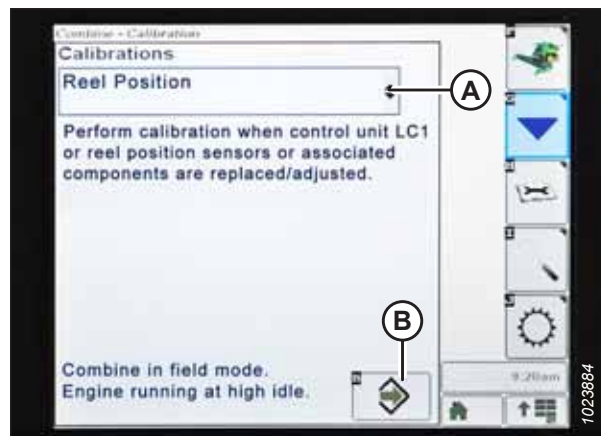 Combine - Calibration
Calibrations
Reel Position
A
Perform calibration when control unit LC1
or reel position sensors or associated
components are replaced/adjusted.
B
Combine in field mode.
Engine running at high idle.
9:20am
1023884